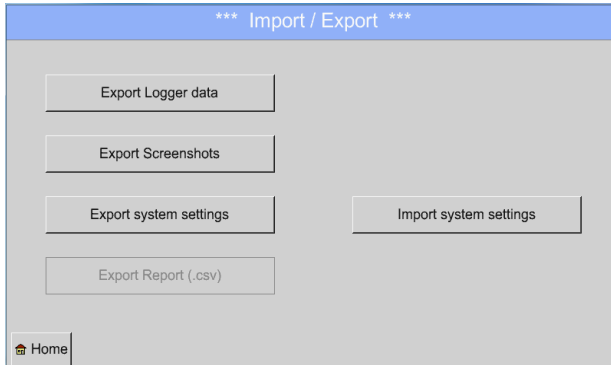 *** Import / Export ***
Export Logger data
Export Screenshots
Export system settings
Import system settings
Export Report (.csv)
Home